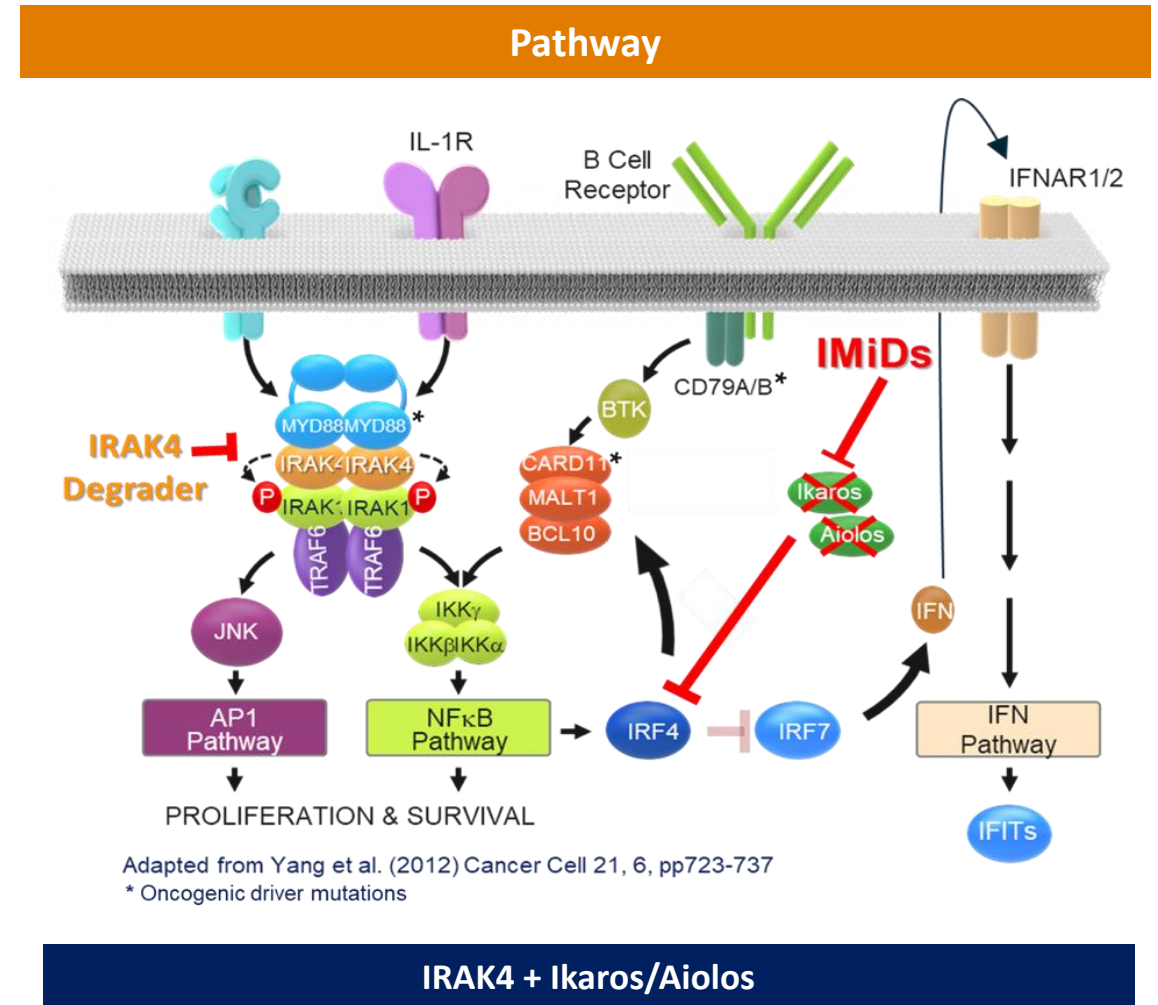 Pathway
IL-1R
B Cell
Receptor
IFNAR1/2
IMiDs
CD79A/B*
BTK
MYD88 MYD88 *
IRAK4
Degrader
IRAK4 IRAK4
CARD11*
P
IRAK1 IRAK1
P
MALT1
BCL10
Ikaros
Aiolos
TRAF6 TRAF6
IKKγ
IKKβ IKKα
JNK
IFN
AP1
Pathway
NFκB
Pathway
IRF4
IRF7
IFN
Pathway
PROLIFERATION & SURVIVAL
IFITs
Adapted from Yang et al. (2012) Cancer Cell 21, 6, pp723-737
* Oncogenic driver mutations
IRAK4 + Ikaros/Aiolos